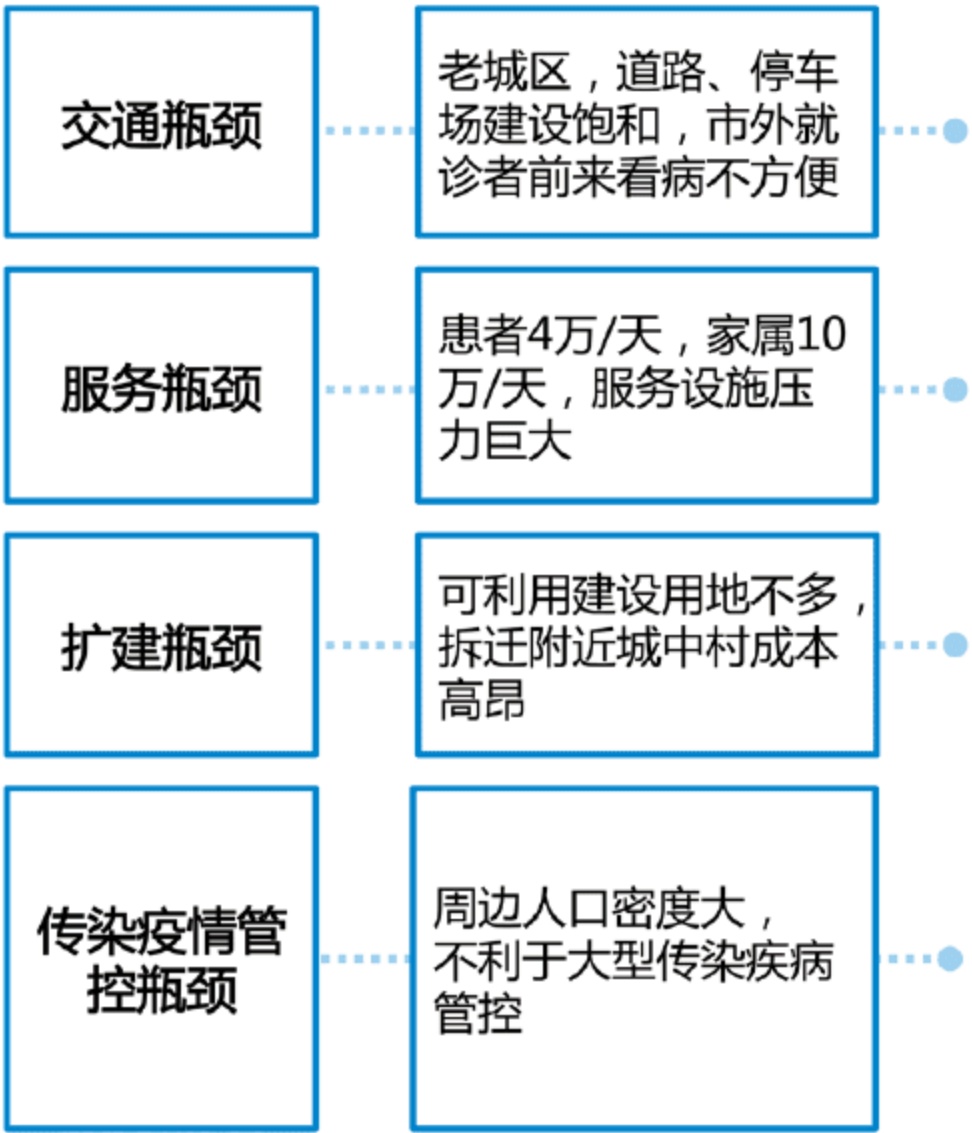 交通瓶颈
老城区，道路、停车
场建设饱和，市外就
诊者前来看病不方便
服务瓶颈
患者4万/天，家属10
万/天，服务设施压
力巨大
扩建瓶颈
可利用建设用地不多，
拆迁附近城中村成本
高昂
传染疫情管
控瓶颈
周边人口密度大，
不利于大型传染疾病
管控